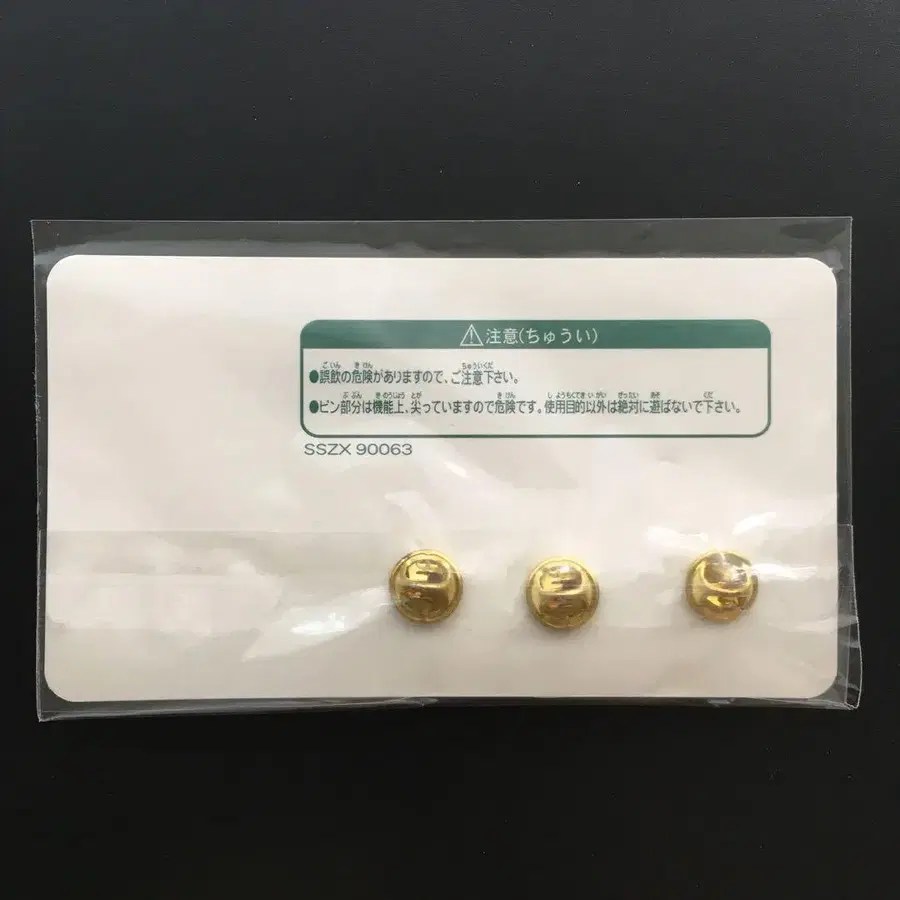 ⚠注意(ちゅうい)
●誤飲の危険がありますので、ご注意下さい。
●ピン部分は機能上、尖っていますので危険です。使用目的以外は絶対に遊ばないで下さい。
SSZX 90063